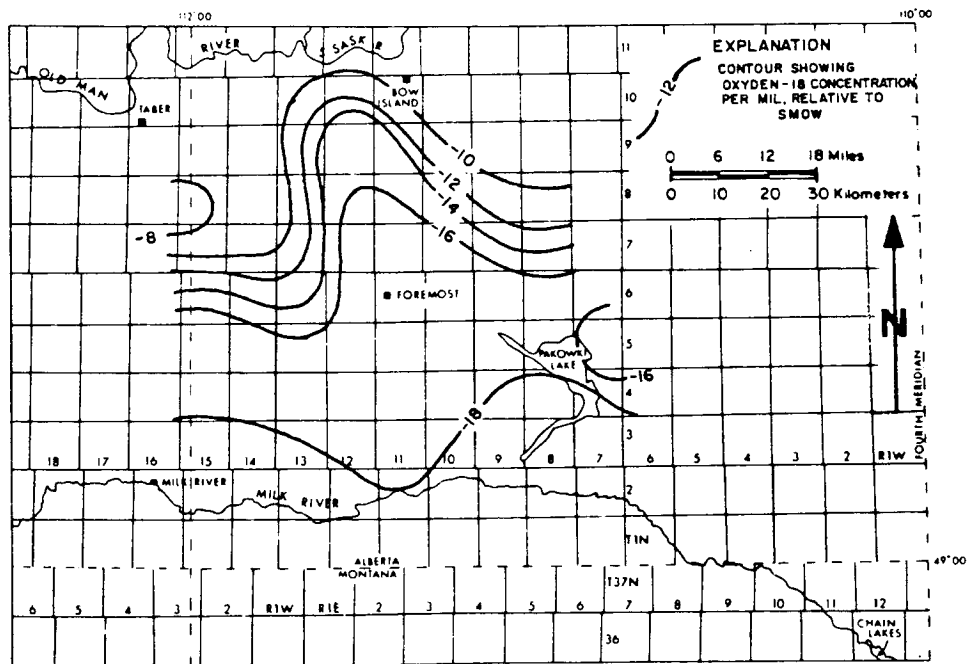 112°00
110°00
RIVER
S SASK R
OLD MAN
TABER
BOW
ISLAND
11
10
9
8
7
6
5
4
3
2
EXPLANATION
-12
CONTOUR SHOWING
OXYDEN-18 CONCENTRATION
PER MIL, RELATIVE TO
SMOW
0 6 12 18 Miles
0 10 20 30 Kilometers
-10
-12
-14
-16
-8
FOREMOST
N
PAKOWKI
LAKE
-16
-18
FOURTH MERIDIAN
18 17 16 15 14 13 12 11 10 9 8 7 6 5 4 3 2 R1W
MILK RIVER
MILK RIVER
T1N
49°00
ALBERTA
MONTANA
T37N
6 5 4 3 2 R1W R1E 2 3 4 5 6 7 8 9 10 11 12
36
CHAIN
LAKES